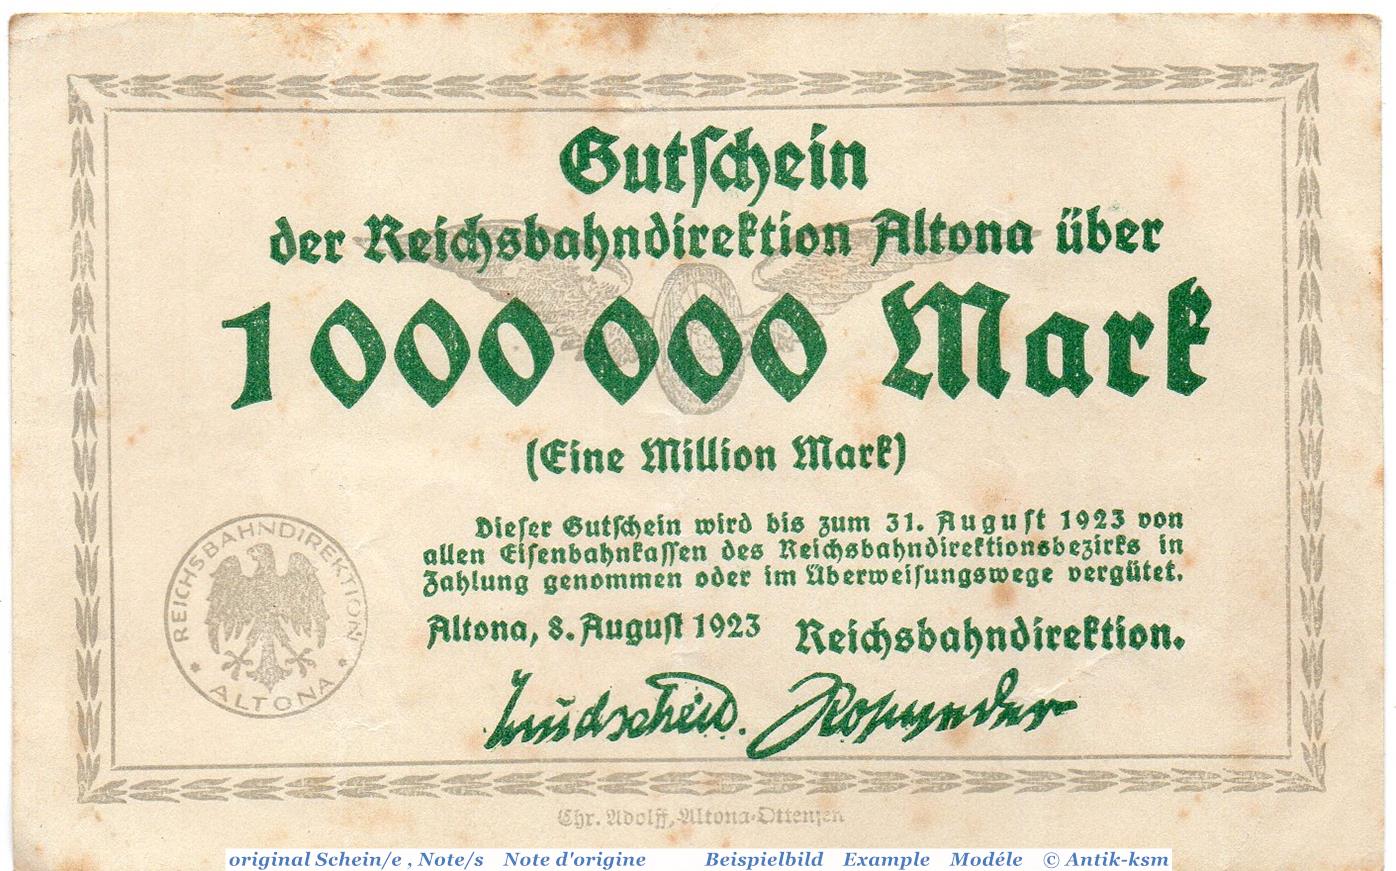 Gutschein
der Reichsbahndirektion Altona über
1 000 000 Mark
(Eine Million Mark)
Dieser Gutschein wird bis zum 31. August 1923 von
allen Eisenbahnkassen des Reichsbahndirektionsbezirks in
Zahlung genommen oder im Überweisungswege vergütet.
Altona, 8. August 1923 Reichsbahndirektion.
REICHSBAHNDIREKTION
* ALTONA *
Chr. Adolff, Altona-Ottensen
original Schein/e , Note/s Note d'origine Beispielbild Example Modéle © Antik-ksm